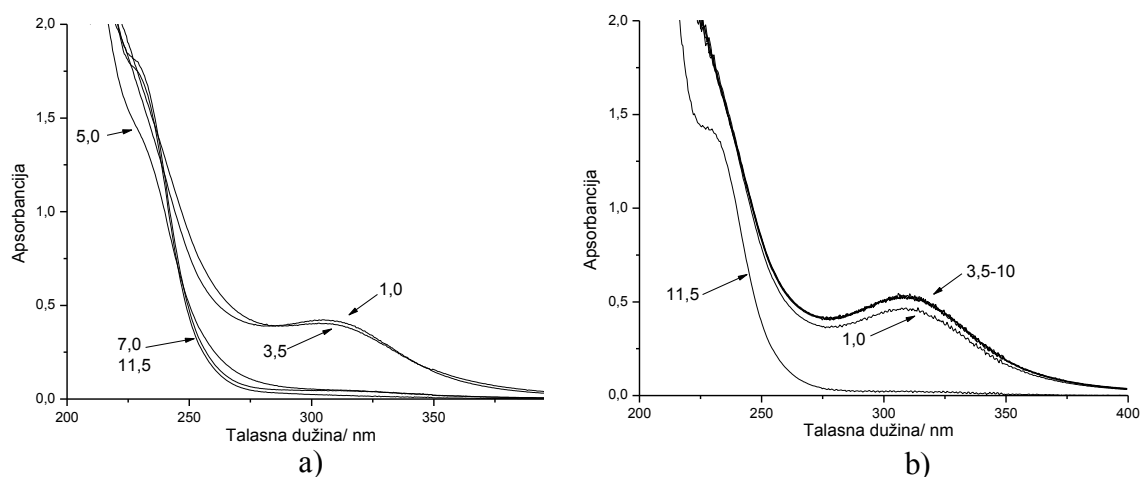 2,0
1,5
1,0
0,5
0,0
Apsorbancija
5,0
1,0
3,5
7,0
11,5
200 250 300 350
Talasna dužina/ nm
a)
2,0
1,5
1,0
0,5
0,0
Apsorbancija
3,5-10
11,5
1,0
200 250 300 350 400
Talasna dužina/ nm
b)